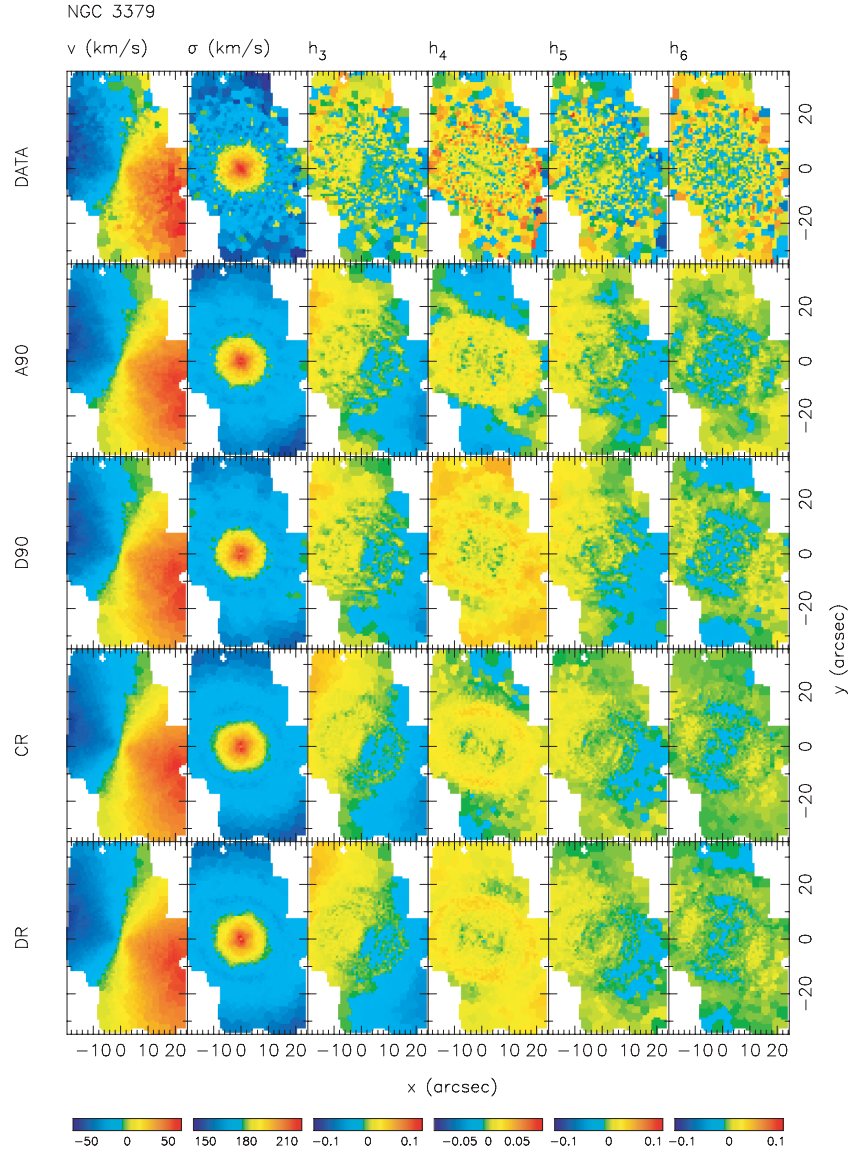 NGC 3379
v (km/s) σ (km/s) h3 h4 h5 h6
DATA 20 0 −20
A90 20 0 −20
D90 20 0 −20
y (arcsec)
CR 20 0 −20
DR 20 0 −20
−10 0 10 20 −10 0 10 20 −10 0 10 20 −10 0 10 20 −10 0 10 20 −10 0 10 20
x (arcsec)
−50 0 50 150 180 210 −0.1 0 0.1 −0.05 0 0.05 −0.1 0 0.1 −0.1 0 0.1